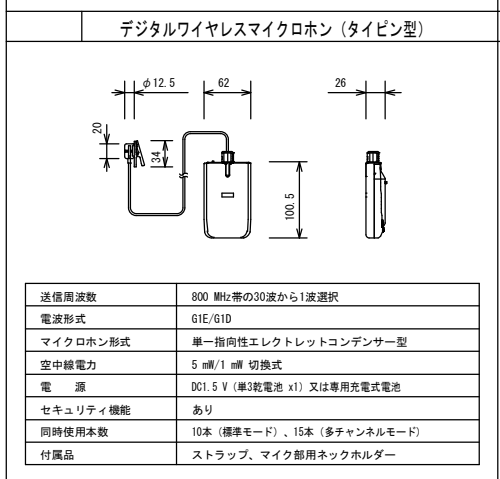 デジタルワイヤレスマイクロホン（タイピン型）
φ12.5
62
26
20
34
100.5
送信周波数 800 MHz帯の30波から1波選択
電波形式 G1E/G1D
マイクロホン形式 単一指向性エレクトレットコンデンサー型
空中線電力 5 mW/1 mW 切換式
電　源 DC1.5 V（単3乾電池 x1）又は専用充電式電池
セキュリティ機能 あり
同時使用本数 10本（標準モード）、15本（多チャンネルモード）
付属品 ストラップ、マイク部用ネックホルダー